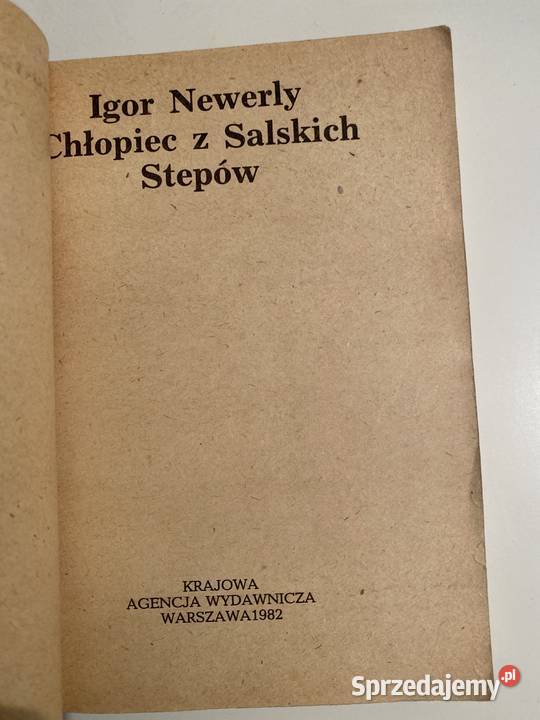 Igor Newerly
Chłopiec z Salskich
Stepów
KRAJOWA
AGENCJA WYDAWNICZA
WARSZAWA1982
Sprzedajemy.pl